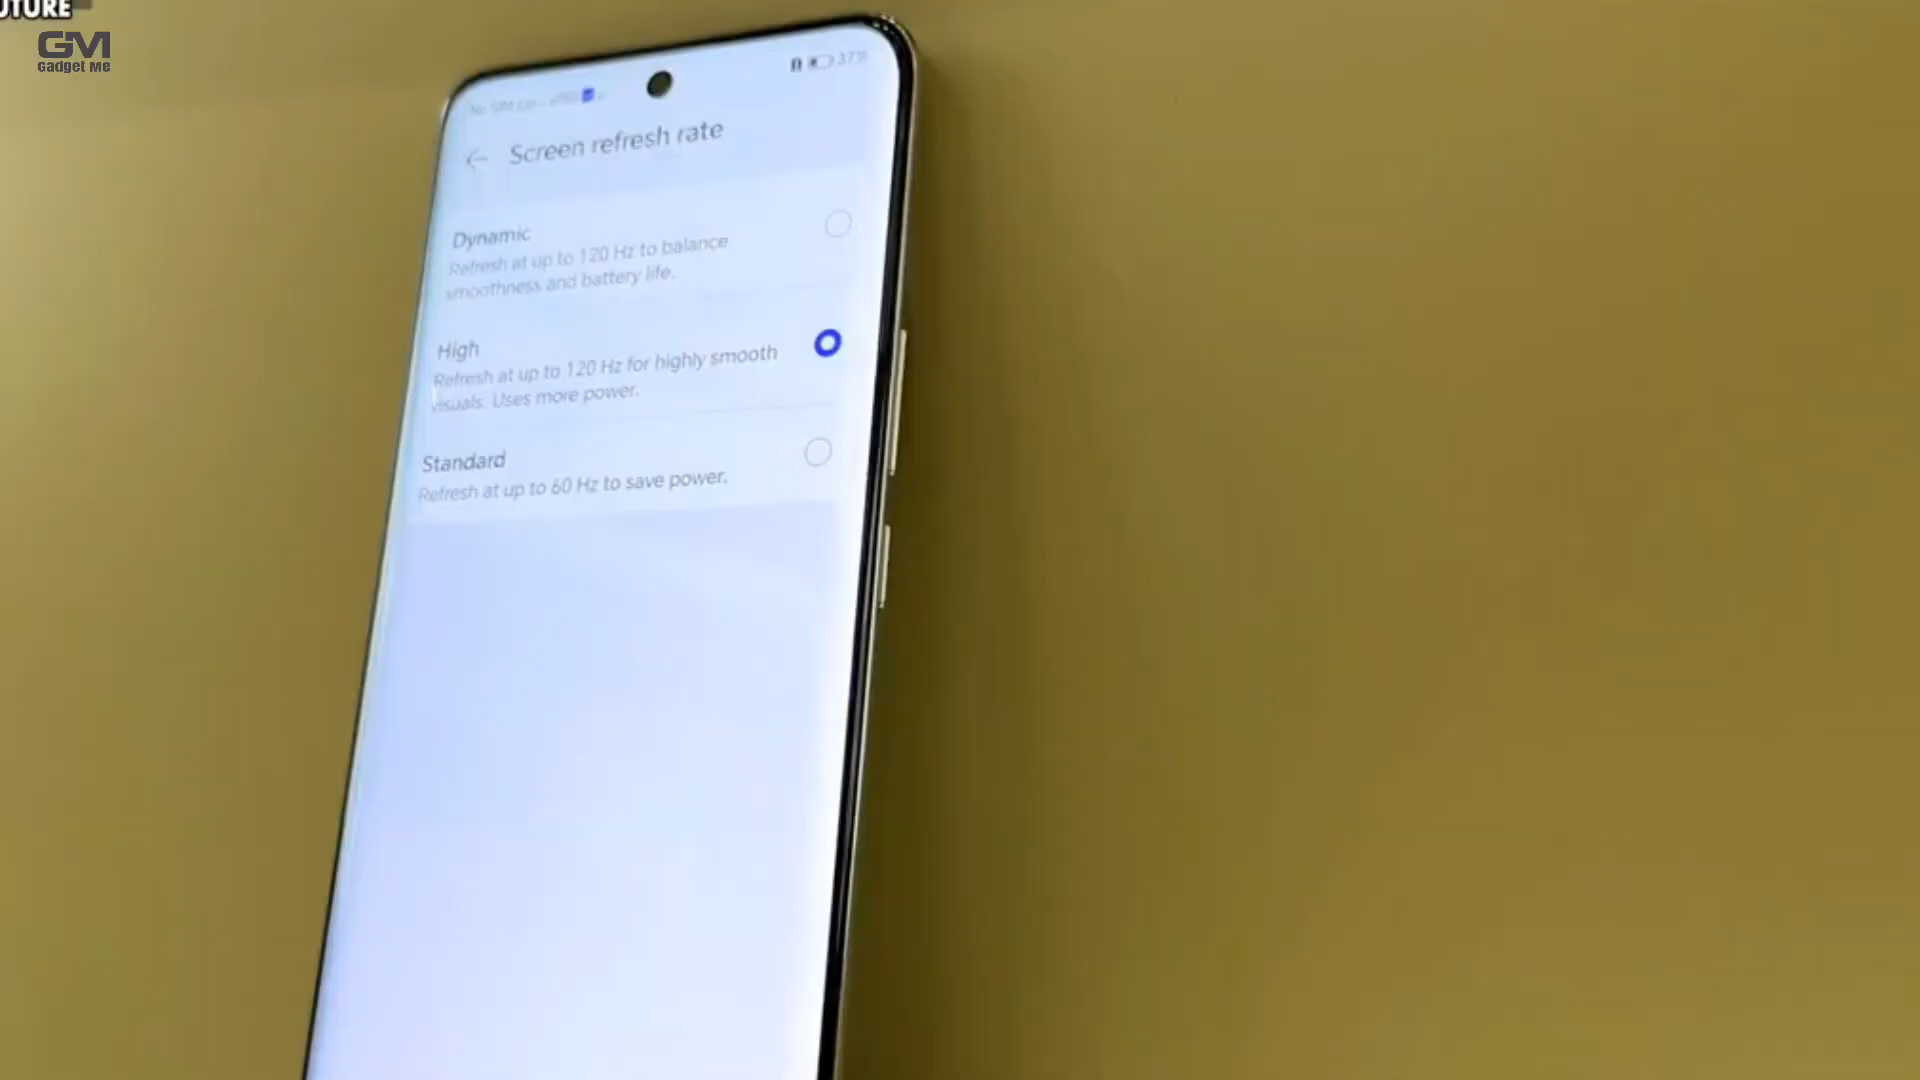 UTURE
GM
Gadget Me
37%
Screen refresh rate
Dynamic
Refresh at up to 120 Hz to balance
smoothness and battery life.
High
Refresh at up to 120 Hz for highly smooth
visuals. Uses more power.
Standard
Refresh at up to 60 Hz to save power.